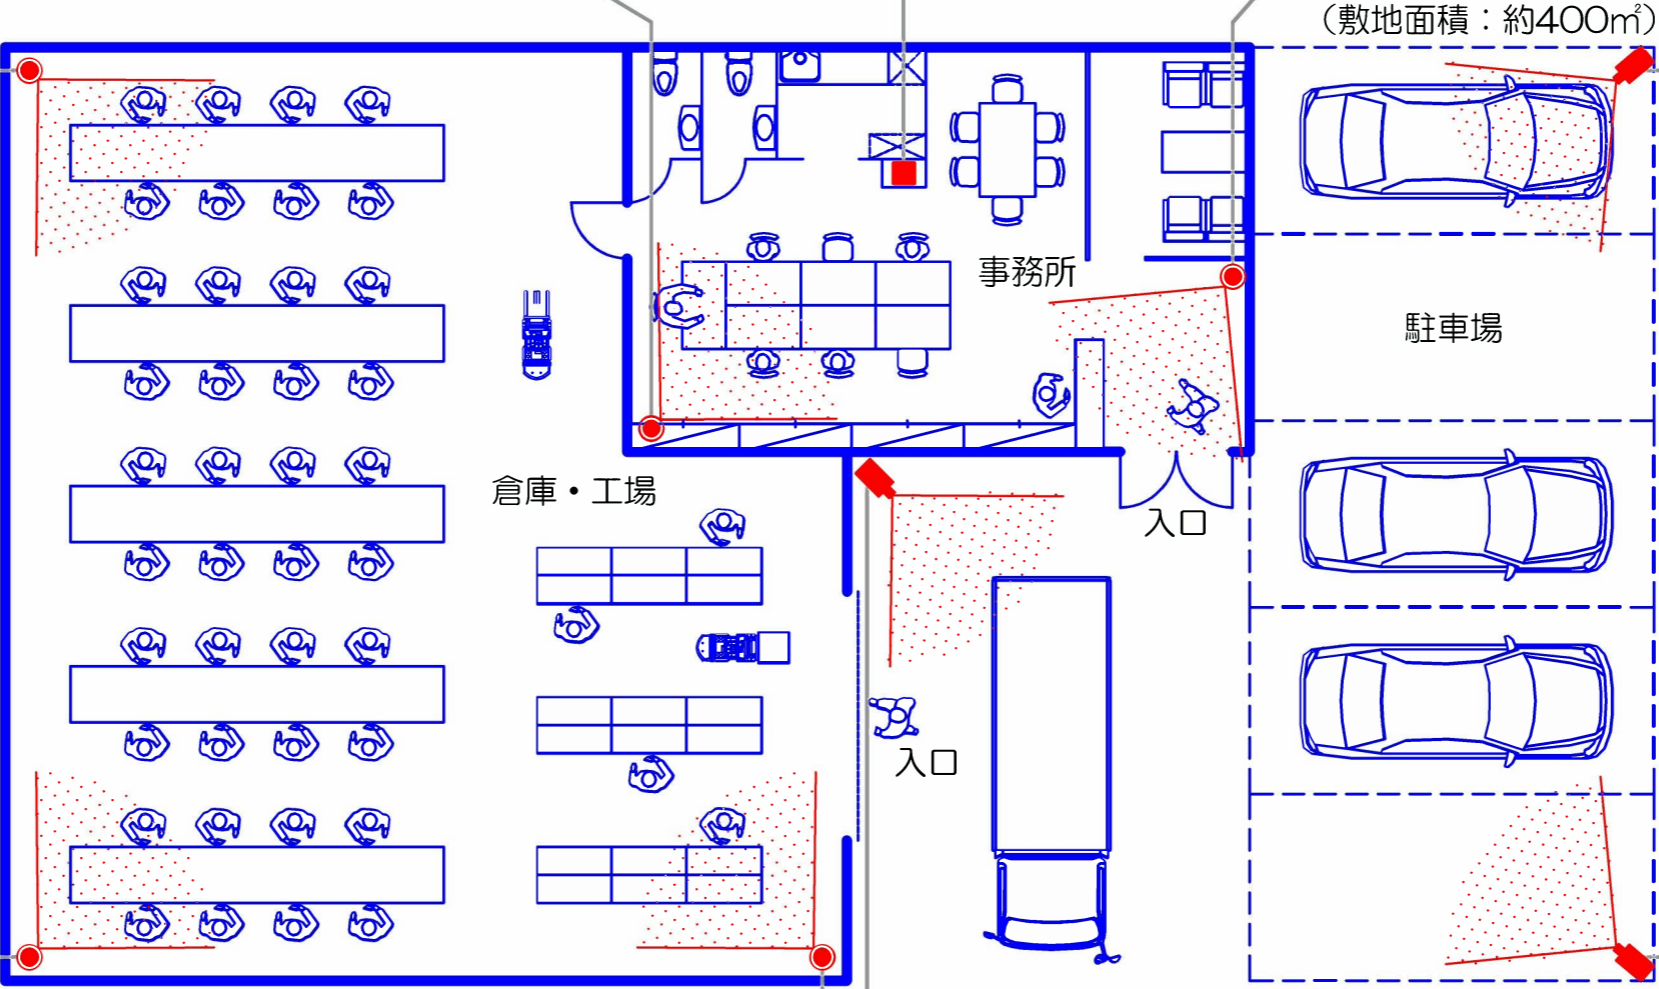 （敷地面積：約400㎡）
事務所
駐車場
倉庫・工場
入口
入口